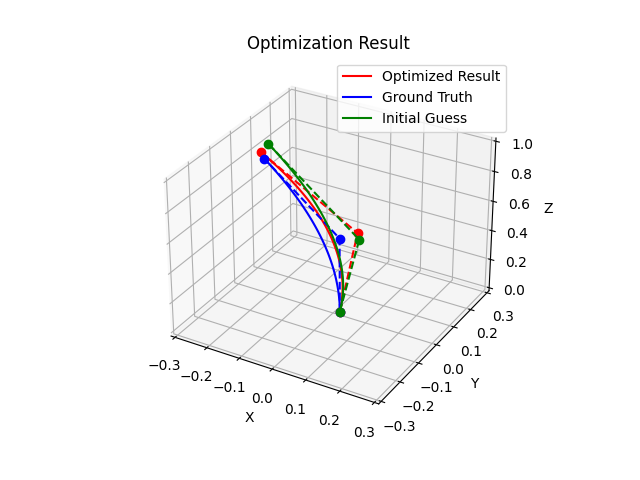 Optimization Result
Optimized Result
Ground Truth
Initial Guess
1.0
0.8
Z
0.6
0.4
0.2
0.0
0.3
0.2
0.1
0.0
Y
−0.1
−0.2
−0.3
−0.3
−0.2
−0.1
0.0
0.1
0.2
0.3
X